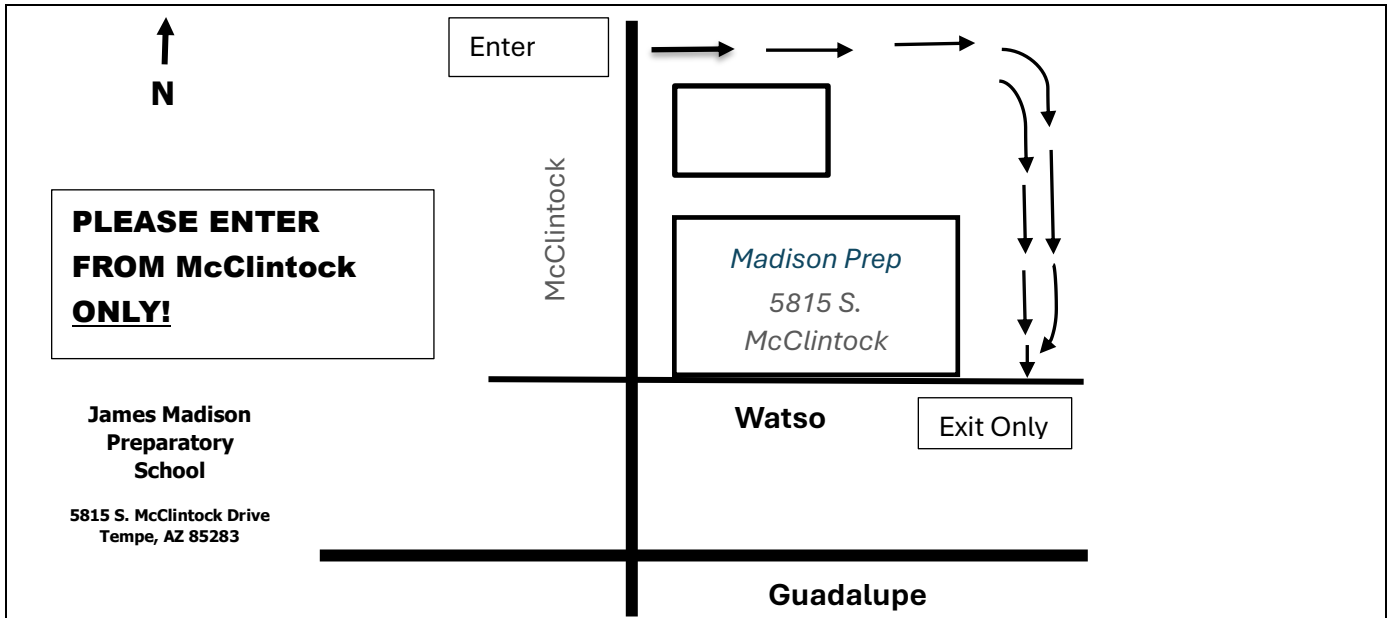 N
Enter
PLEASE ENTER
FROM McClintock
ONLY!
McClintock
Madison Prep
5815 S.
McClintock
James Madison
Preparatory
School
5815 S. McClintock Drive
Tempe, AZ 85283
Watso
Exit Only
Guadalupe